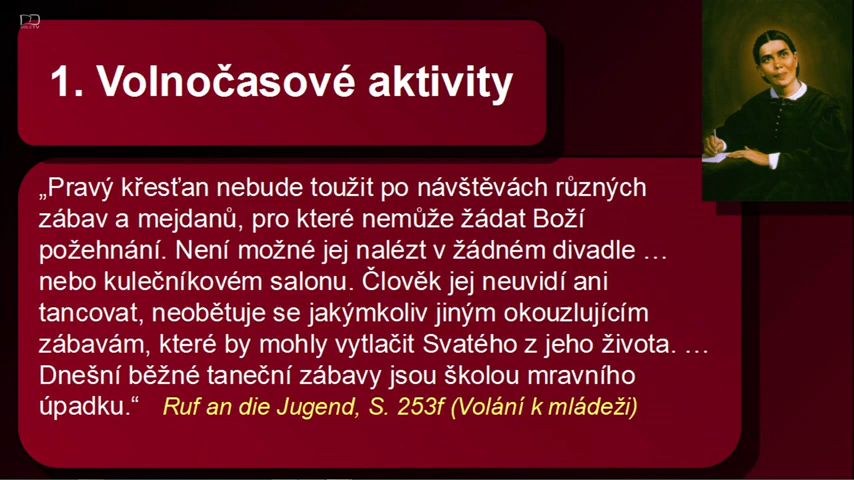 1. Volnočasové aktivity
„Pravý křesťan nebude toužit po návštěvách různých
zábav a mejdanů, pro které nemůže žádat Boží
požehnání. Není možné jej nalézt v žádném divadle …
nebo kulečníkovém salonu. Člověk jej neuvidí ani
tancovat, neobětuje se jakýmkoliv jiným okouzlujícím
zábavám, které by mohly vytlačit Svatého z jeho života. …
Dnešní běžné taneční zábavy jsou školou mravního
úpadku.“ Ruf an die Jugend, S. 253f (Volání k mládeži)